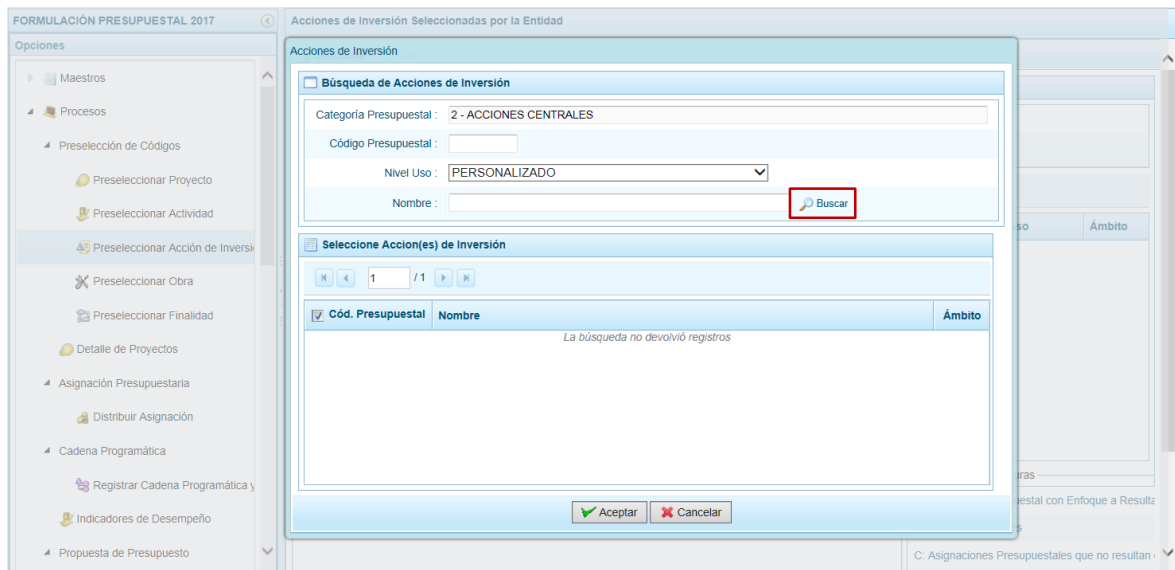 FORMULACIÓN PRESUPUESTAL 2017
Acciones de Inversión Seleccionadas por la Entidad
Opciones
Maestros
Procesos
Preselección de Códigos
Preseleccionar Proyecto
Preseleccionar Actividad
Preseleccionar Acción de Inversi
Preseleccionar Obra
Preseleccionar Finalidad
Detalle de Proyectos
Asignación Presupuestaria
Distribuir Asignación
Cadena Programática
Registrar Cadena Programática y
Indicadores de Desempeño
Propuesta de Presupuesto
Acciones de Inversión
Búsqueda de Acciones de Inversión
Categoría Presupuestal : 2 - ACCIONES CENTRALES
Código Presupuestal :
Nivel Uso : PERSONALIZADO
Nombre : Buscar
Seleccione Accion(es) de Inversión
1 / 1
Cód. Presupuestal Nombre Ámbito
La búsqueda no devolvió registros
Aceptar Cancelar
so Ámbito
uras
uestal con Enfoque a Resulta
s
C: Asignaciones Presupuestales que no resultan